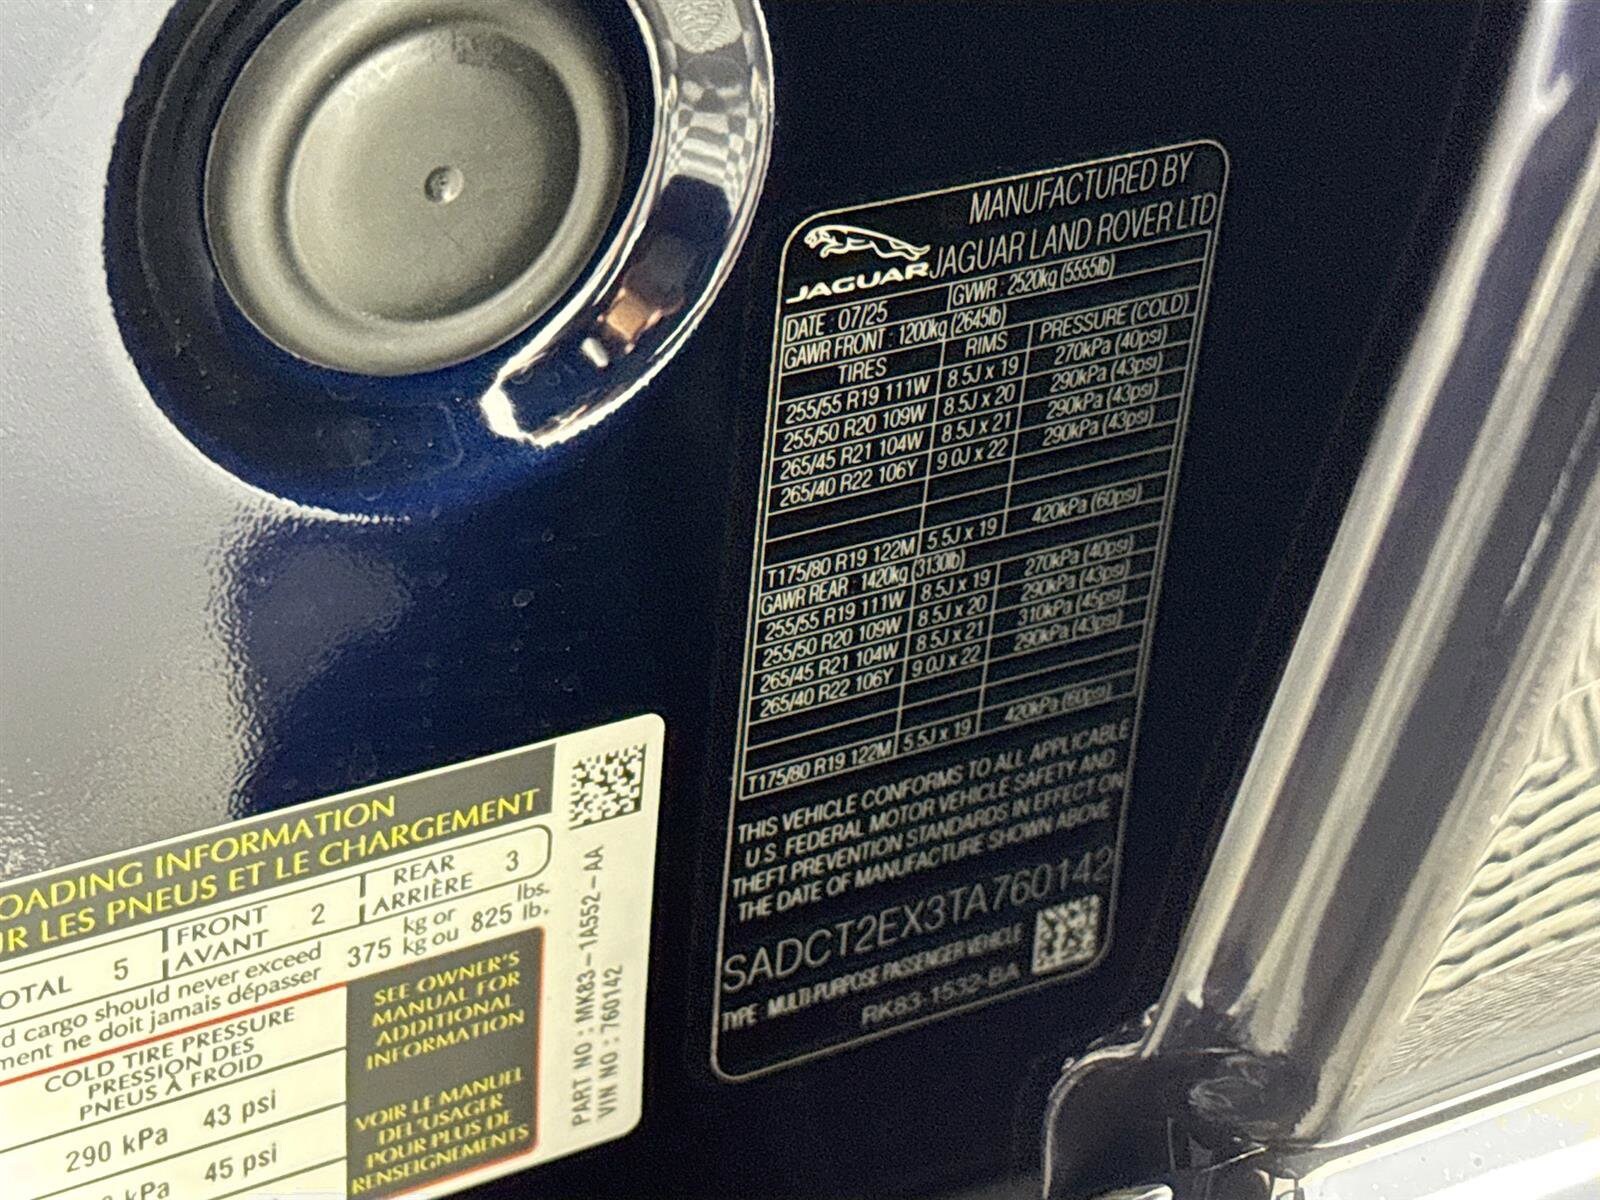 MANUFACTURED BY
JAGUAR LAND ROVER LTD
JAGUAR
DATE : 07/25 GVWR : 2520kg (5555lb)
GAWR FRONT : 1200kg (2645lb)
TIRES RIMS PRESSURE (COLD)
255/55 R19 111W 8.5J x 19 270kPa (40psi)
255/50 R20 109W 8.5J x 20 290kPa (43psi)
265/45 R21 104W 8.5J x 21 290kPa (43psi)
265/40 R22 106Y 9.0J x 22 290kPa (43psi)
T175/80 R19 122M 5.5J x 19 420kPa (60psi)
GAWR REAR : 1420kg (3130lb)
255/55 R19 111W 8.5J x 19 270kPa (40psi)
255/50 R20 109W 8.5J x 20 290kPa (43psi)
265/45 R21 104W 8.5J x 21 310kPa (45psi)
265/40 R22 106Y 9.0J x 22 290kPa (43psi)
T175/80 R19 122M 5.5J x 19 420kPa (60psi)
THIS VEHICLE CONFORMS TO ALL APPLICABLE
U.S. FEDERAL MOTOR VEHICLE SAFETY AND
THEFT PREVENTION STANDARDS IN EFFECT ON
THE DATE OF MANUFACTURE SHOWN ABOVE
SADCT2EX3TA760142
TYPE : MULTI-PURPOSE PASSENGER VEHICLE
RK83-1532-BA
OADING INFORMATION
R LES PNEUS ET LE CHARGEMENT
OTAL 5 FRONT AVANT 2 REAR ARRIÈRE 3
d cargo should never exceed 375 kg or 825 lbs.
ment ne doit jamais dépasser kg ou lb.
COLD TIRE PRESSURE
PRESSION DES
PNEUS À FROID
290 kPa 43 psi
kPa 45 psi
SEE OWNER'S
MANUAL FOR
ADDITIONAL
INFORMATION
VOIR LE MANUEL
DEL'USAGER
POUR PLUS DE
RENSEIGNEMENTS
PART NO : MK83-1A552-AA
VIN NO : 760142